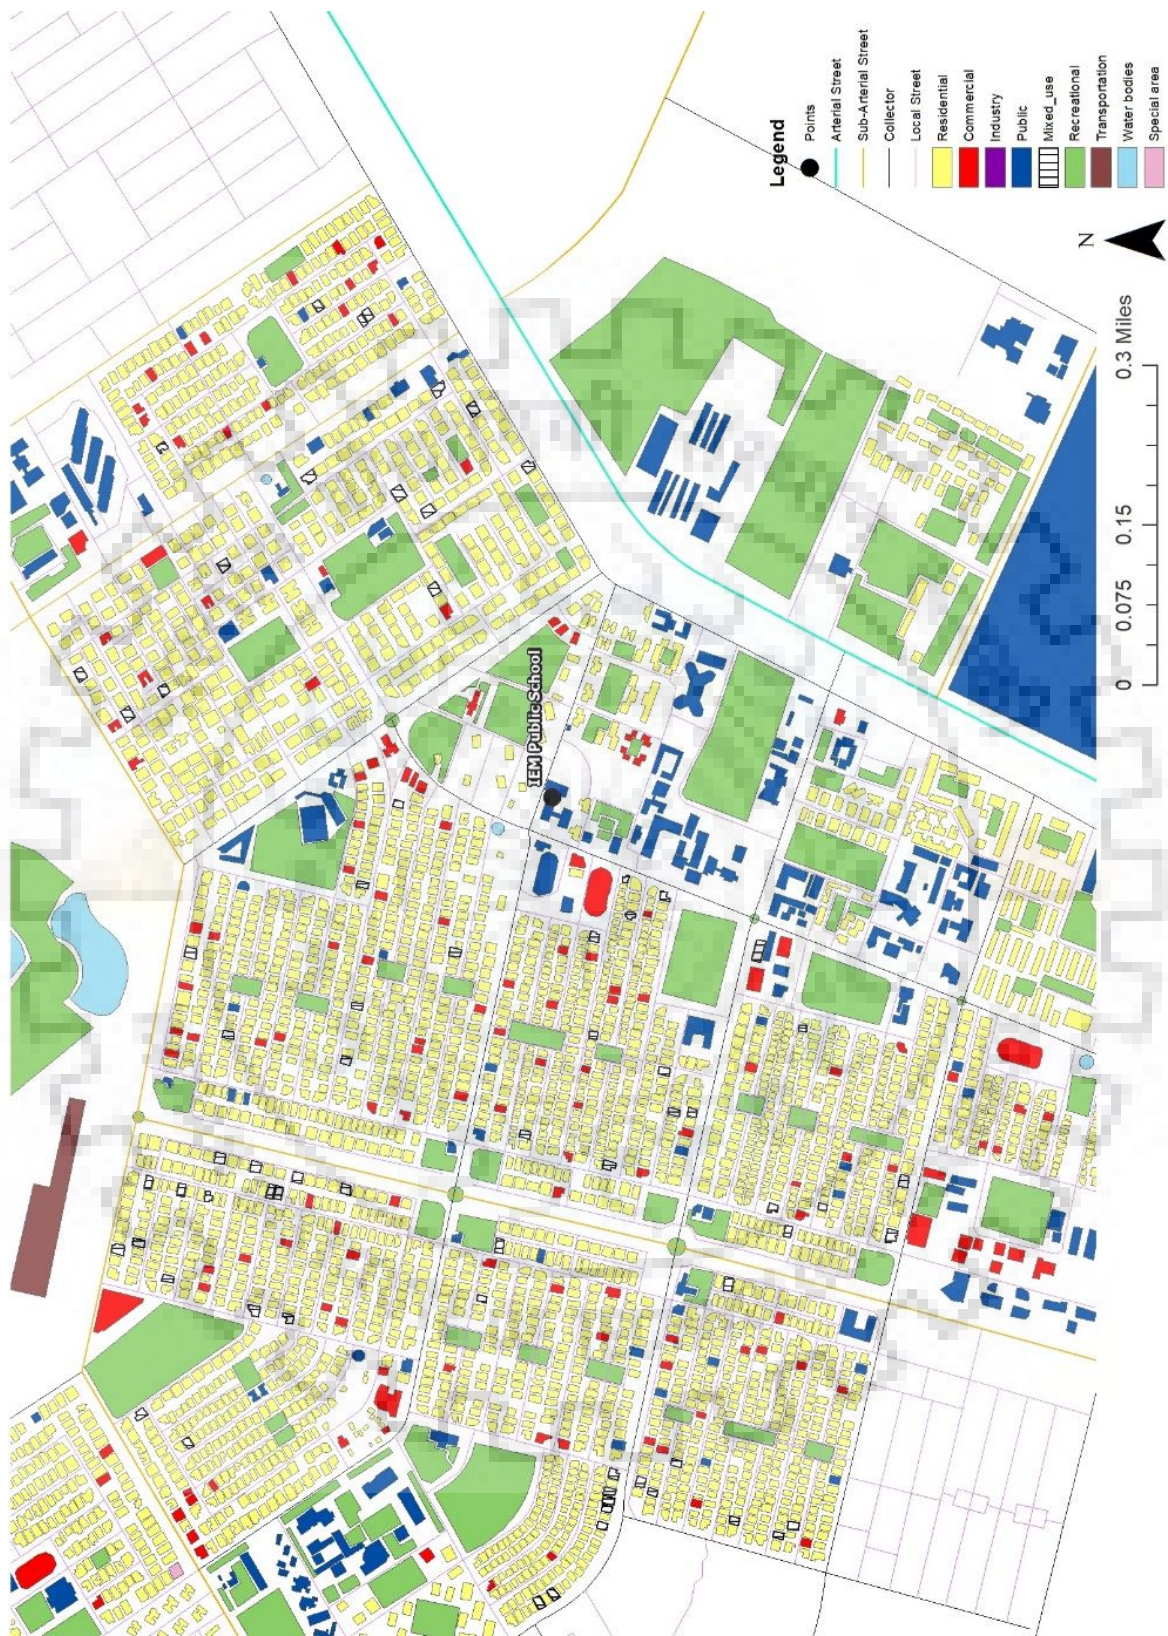 Legend
Points
Arterial Street
Sub-Arterial Street
Collector
Local Street
Residential
Commercial
Industry
Public
Mixed_use
Recreational
Transportation
Water bodies
Special area
N
0 0.075 0.15 0.3 Miles
IEM Public School